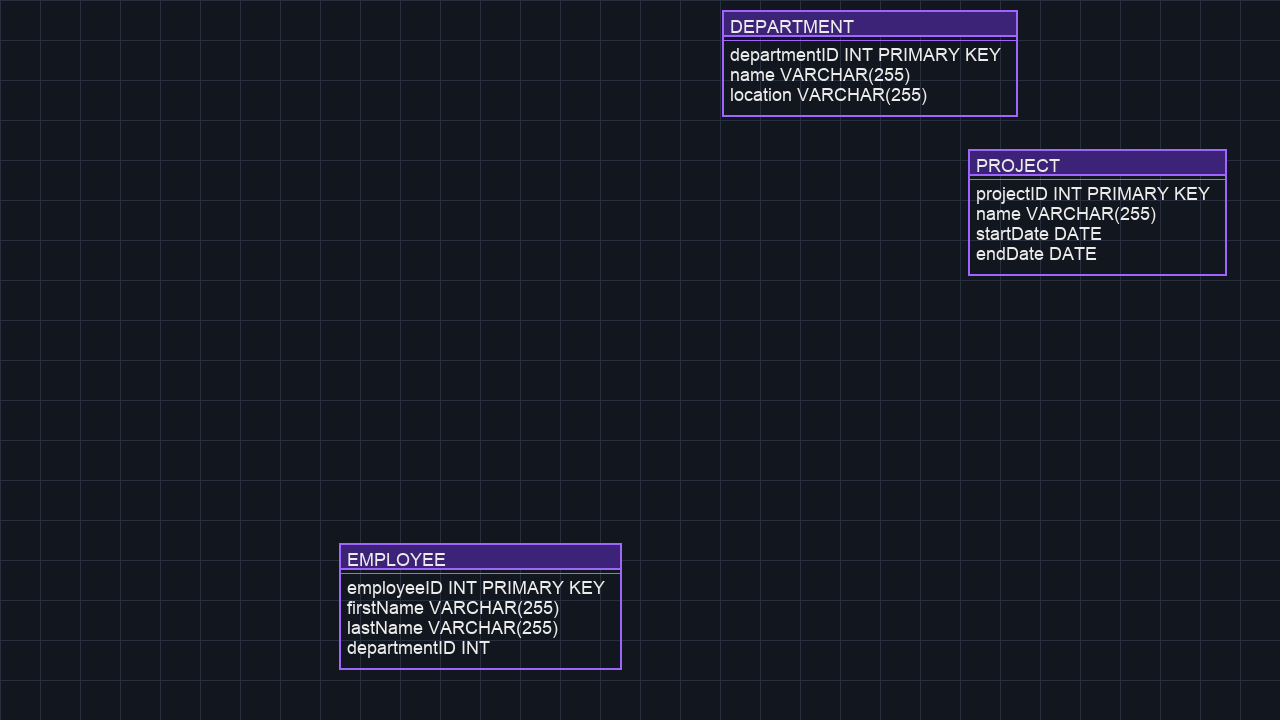 DEPARTMENT
departmentID INT PRIMARY KEY
name VARCHAR(255)
location VARCHAR(255)
PROJECT
projectID INT PRIMARY KEY
name VARCHAR(255)
startDate DATE
endDate DATE
EMPLOYEE
employeeID INT PRIMARY KEY
firstName VARCHAR(255)
lastName VARCHAR(255)
departmentID INT